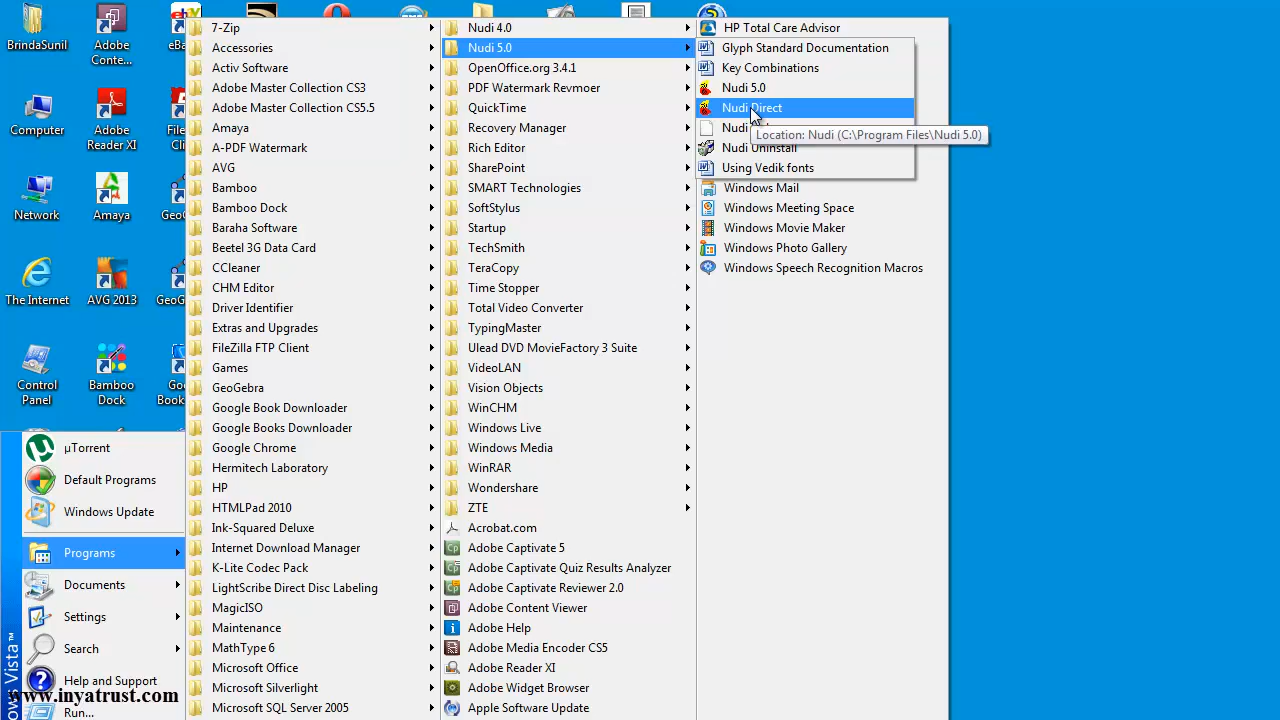 BrindaSunil
Adobe
Conte...
eBa
Computer
Adobe
Reader XI
File
Cli
Network
Amaya
GeoG
The Internet
AVG 2013
GeoG
Control
Panel
Bamboo
Dock
Goo
Book
µTorrent
Default Programs
Windows Update
Programs
Documents
Settings
Search
Help and Support
Run...
ows Vista™
www.inyatrust.com
7-Zip
Accessories
Activ Software
Adobe Master Collection CS3
Adobe Master Collection CS5.5
Amaya
A-PDF Watermark
AVG
Bamboo
Bamboo Dock
Baraha Software
Beetel 3G Data Card
CCleaner
CHM Editor
Driver Identifier
Extras and Upgrades
FileZilla FTP Client
Games
GeoGebra
Google Book Downloader
Google Books Downloader
Google Chrome
Hermitech Laboratory
HP
HTMLPad 2010
Ink-Squared Deluxe
Internet Download Manager
K-Lite Codec Pack
LightScribe Direct Disc Labeling
MagicISO
Maintenance
MathType 6
Microsoft Office
Microsoft Silverlight
Microsoft SQL Server 2005
Nudi 4.0
Nudi 5.0
OpenOffice.org 3.4.1
PDF Watermark Revmoer
QuickTime
Recovery Manager
Rich Editor
SharePoint
SMART Technologies
SoftStylus
Startup
TechSmith
TeraCopy
Time Stopper
Total Video Converter
TypingMaster
Ulead DVD MovieFactory 3 Suite
VideoLAN
Vision Objects
WinCHM
Windows Live
Windows Media
WinRAR
Wondershare
ZTE
Acrobat.com
Adobe Captivate 5
Adobe Captivate Quiz Results Analyzer
Adobe Captivate Reviewer 2.0
Adobe Content Viewer
Adobe Help
Adobe Media Encoder CS5
Adobe Reader XI
Adobe Widget Browser
Apple Software Update
HP Total Care Advisor
Glyph Standard Documentation
Key Combinations
Nudi 5.0
Nudi Direct
Nudi
Location: Nudi (C:\Program Files\Nudi 5.0)
Nudi Uninstall
Using Vedik fonts
Windows Mail
Windows Meeting Space
Windows Movie Maker
Windows Photo Gallery
Windows Speech Recognition Macros